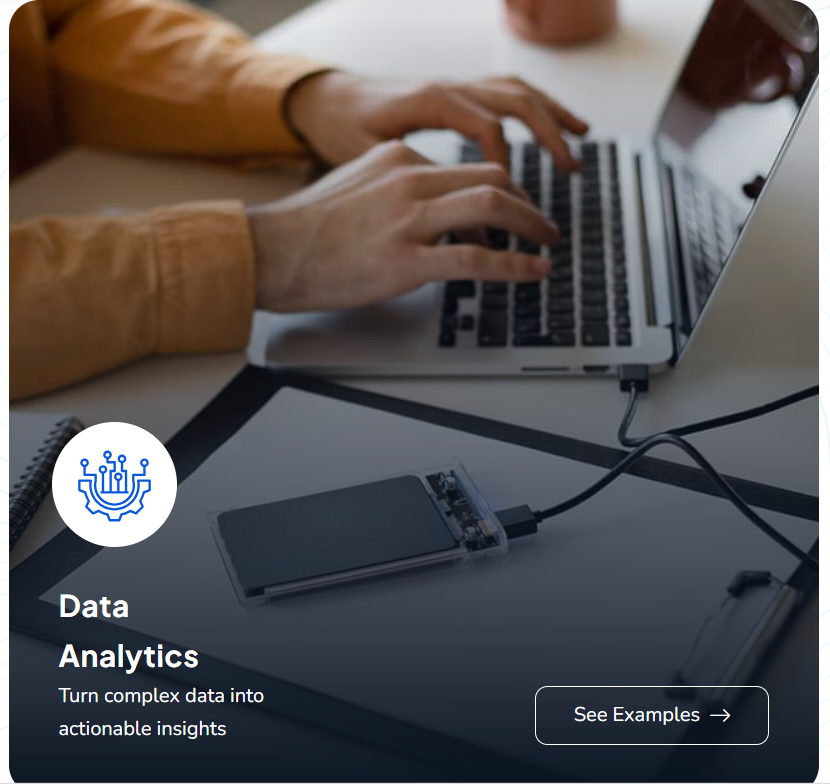 Data
Analytics
Turn complex data into
actionable insights
See Examples →